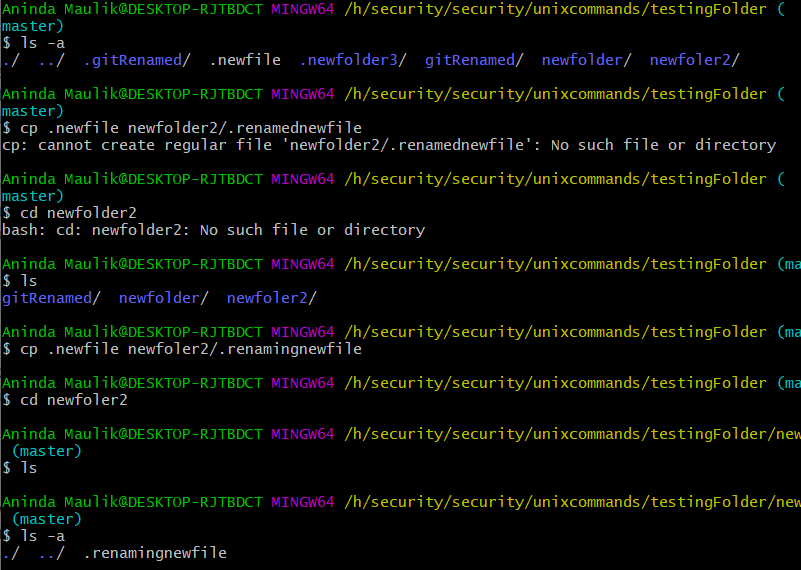 Aninda Maulik@DESKTOP-RJTBDCT MINGW64 /h/security/security/unixcommands/testingFolder (
master)
$ ls -a
./  ../  .gitRenamed/  .newfile  .newfolder3/  gitRenamed/  newfolder/  newfoler2/
Aninda Maulik@DESKTOP-RJTBDCT MINGW64 /h/security/security/unixcommands/testingFolder (
master)
$ cp .newfile newfolder2/.renamednewfile
cp: cannot create regular file 'newfolder2/.renamednewfile': No such file or directory
Aninda Maulik@DESKTOP-RJTBDCT MINGW64 /h/security/security/unixcommands/testingFolder (
master)
$ cd newfolder2
bash: cd: newfolder2: No such file or directory
Aninda Maulik@DESKTOP-RJTBDCT MINGW64 /h/security/security/unixcommands/testingFolder (ma
$ ls
gitRenamed/  newfolder/  newfoler2/
Aninda Maulik@DESKTOP-RJTBDCT MINGW64 /h/security/security/unixcommands/testingFolder (ma
$ cp .newfile newfoler2/.renamingnewfile
Aninda Maulik@DESKTOP-RJTBDCT MINGW64 /h/security/security/unixcommands/testingFolder (ma
$ cd newfoler2
Aninda Maulik@DESKTOP-RJTBDCT MINGW64 /h/security/security/unixcommands/testingFolder/new
(master)
$ ls
Aninda Maulik@DESKTOP-RJTBDCT MINGW64 /h/security/security/unixcommands/testingFolder/new
(master)
$ ls -a
./  ../  .renamingnewfile